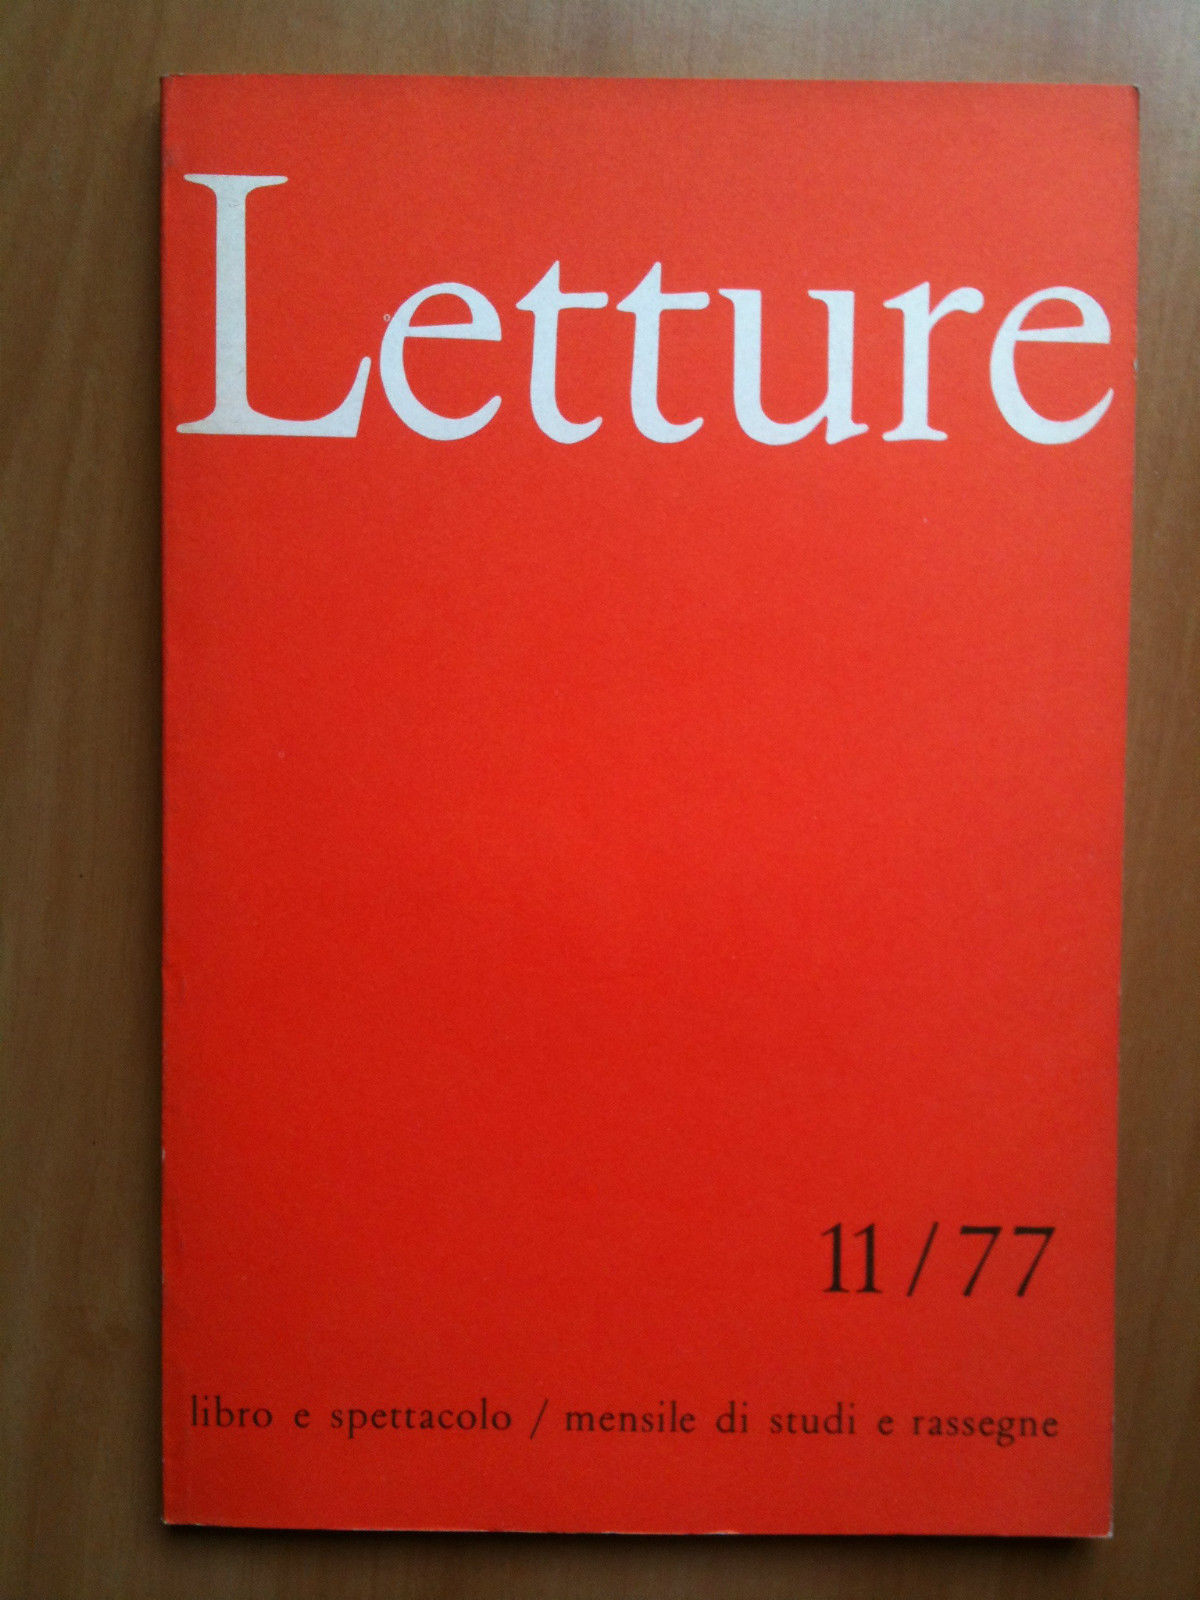 Letture
11/77
libro e spettacolo / mensile di studi e rassegne